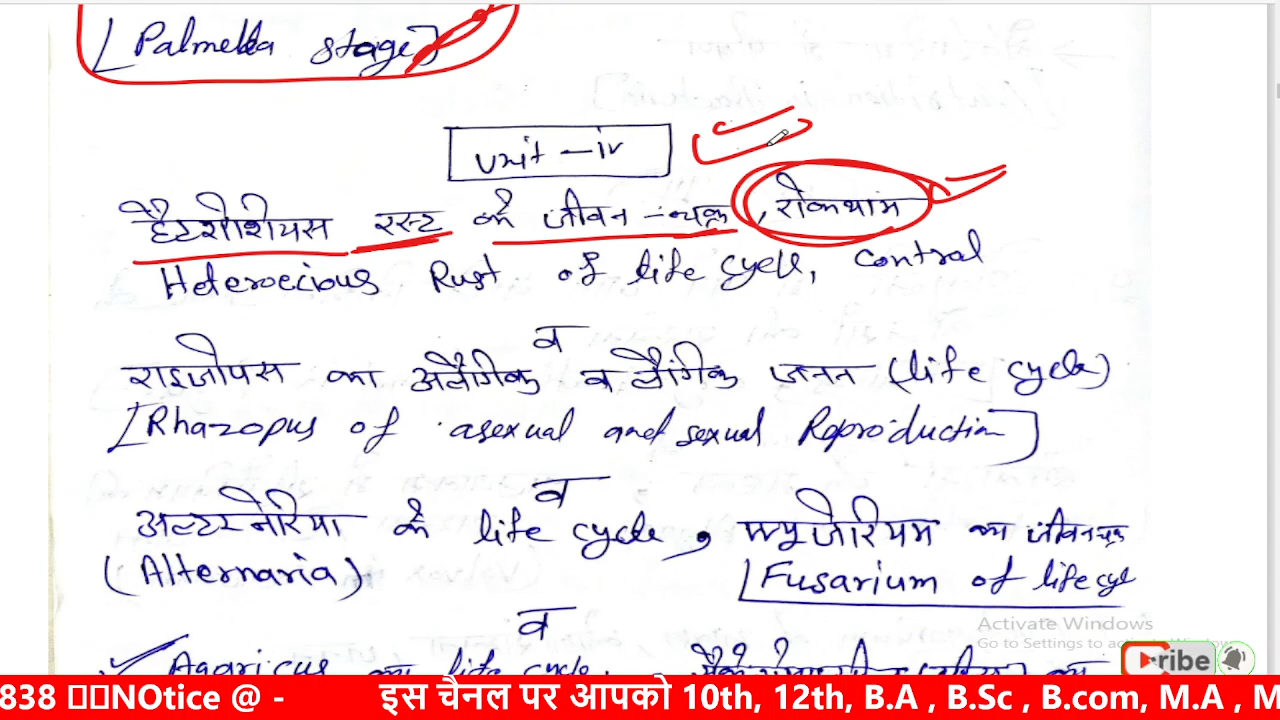 [Palmella stage]
Unit - iv
हैटरोशियस रस्ट के जीवन-चक्र, रोकथाम
Heteroecious Rust of life cycle, control
व
राइजोपस का अलैंगिक व लैंगिक जनन (life cycle)
[Rhazopus of asexual and sexual Reproduction]
व
अल्टरनेरिया के life cycle, फ्यूजेरियम का जीवनचक्र
(Alternaria) [Fusarium of lifecyl
व
Agaricus का life cycle,
Activate Windows
Go to Settings to activate Windows.
ribe
838 NOtice @ - इस चैनल पर आपको 10th, 12th, B.A , B.Sc , B.com, M.A , M